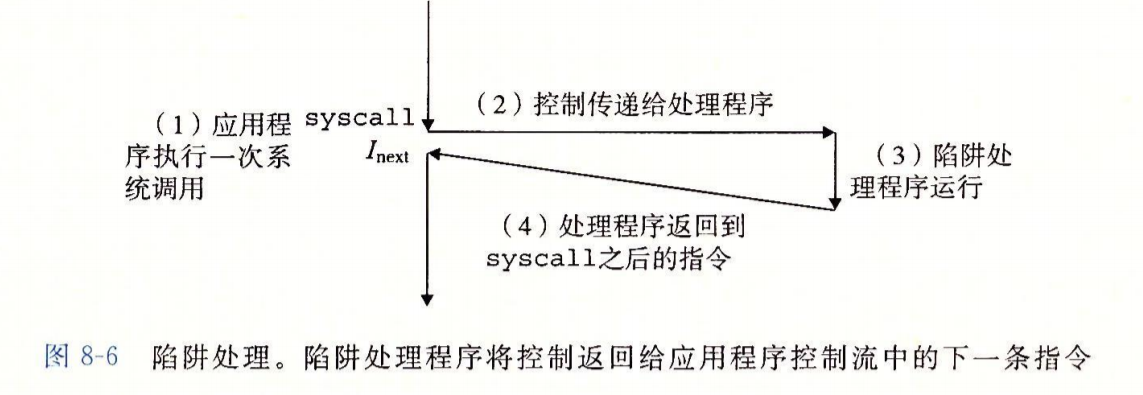 （2）控制传递给处理程序
（1）应用程
序执行一次系
统调用
syscall
Inext
（3）陷阱处
理程序运行
（4）处理程序返回到
syscall之后的指令
图 8-6 陷阱处理。陷阱处理程序将控制返回给应用程序控制流中的下一条指令